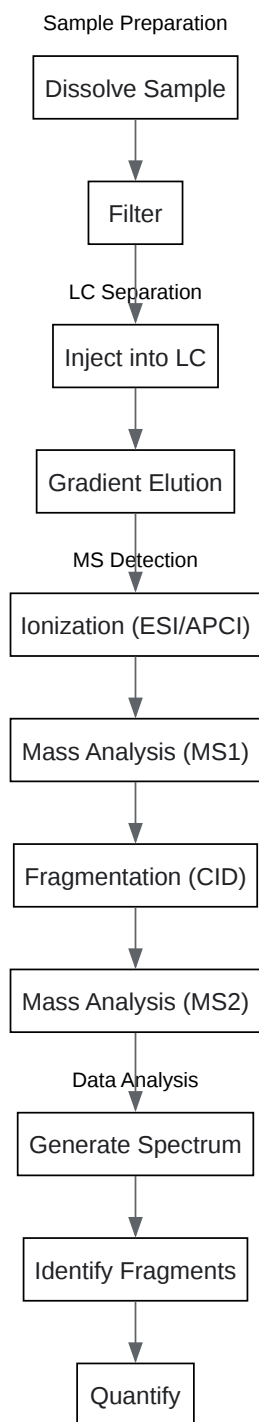 Sample Preparation
Dissolve Sample
Filter
LC Separation
Inject into LC
Gradient Elution
MS Detection
Ionization (ESI/APCI)
Mass Analysis (MS1)
Fragmentation (CID)
Mass Analysis (MS2)
Data Analysis
Generate Spectrum
Identify Fragments
Quantify